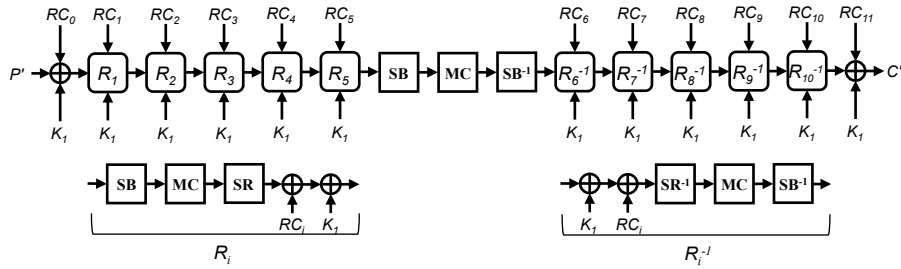 RC₀ RC₁ RC₂ RC₃ RC₄ RC₅ RC₆ RC₇ RC₈ RC₉ RC₁₀ RC₁₁
P' R₁ R₂ R₃ R₄ R₅ SB MC SB⁻¹ R₆⁻¹ R₇⁻¹ R₈⁻¹ R₉⁻¹ R₁₀⁻¹ C'
K₁ K₁ K₁ K₁ K₁ K₁ K₁ K₁ K₁ K₁ K₁ K₁
SB MC SR SR⁻¹ MC SB⁻¹
RCᵢ K₁ K₁ RCᵢ
Rᵢ Rᵢ⁻¹